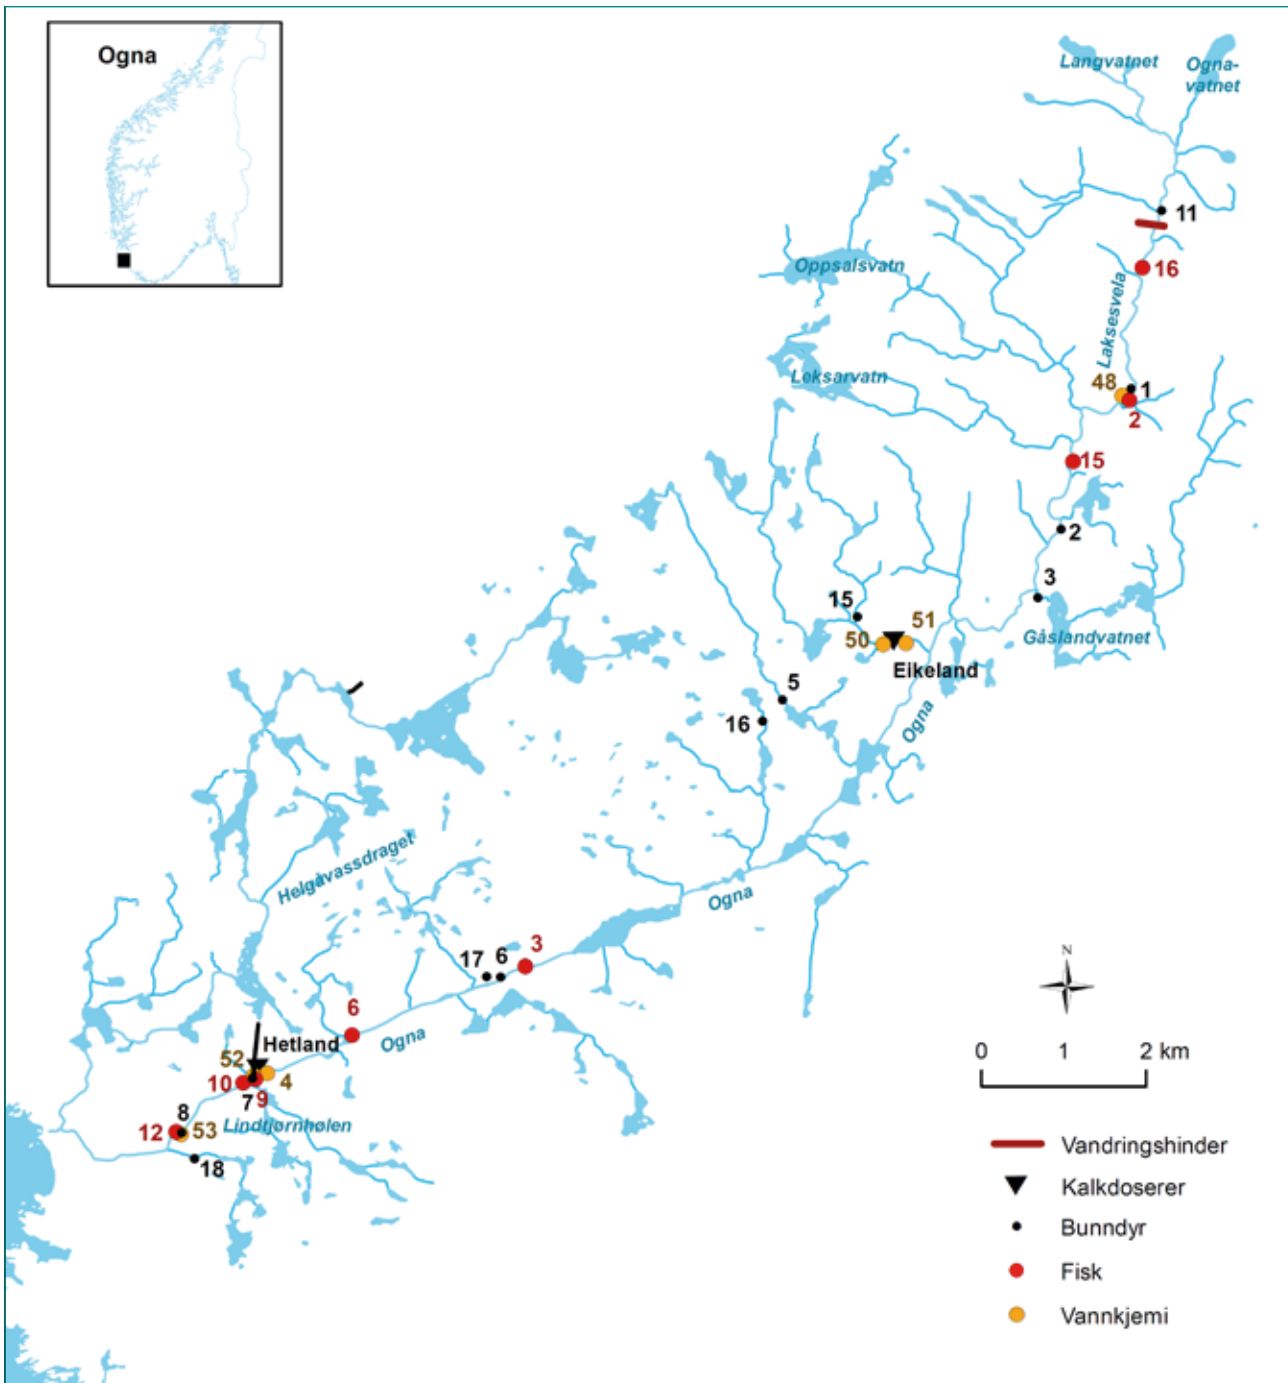 Ogna
Langvatnet
Ogna-
vatnet
11
16
Oppsalsvatn
Laksesvela
Leksarvatn
48
1
2
15
2
3
15
51
50
Gåslandvatnet
Eikeland
5
16
Ogna
Helgåvassdraget
Ogna
17
6
3
N
6
Ogna
Hetland
52
4
10
7
9
8
Lindtjørnhølen
12
53
18
0
1
2 km
Vandringshinder
Kalkdoserer
Bunndyr
Fisk
Vannkjemi